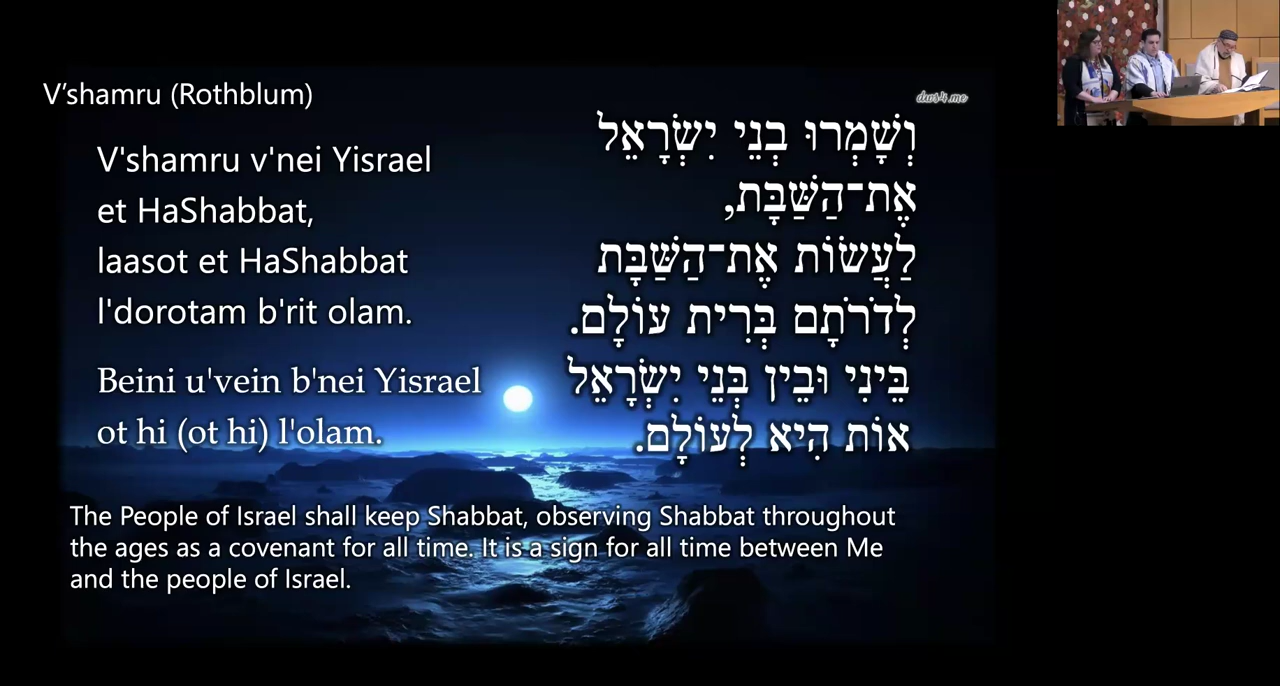 V'shamru (Rothblum)
daws4.me
V'shamru v'nei Yisrael
et HaShabbat,
laasot et HaShabbat
l'dorotam b'rit olam.
Beini u'vein b'nei Yisrael
ot hi (ot hi) l'olam.
וְשָׁמְרוּ בְנֵי יִשְׂרָאֵל
אֶת־הַשַּׁבָּת,
לַעֲשׂוֹת אֶת־הַשַּׁבָּת
לְדֹרֹתָם בְּרִית עוֹלָם.
בֵּינִי וּבֵין בְּנֵי יִשְׂרָאֵל
אוֹת הִיא לְעוֹלָם.
The People of Israel shall keep Shabbat, observing Shabbat throughout
the ages as a covenant for all time. It is a sign for all time between Me
and the people of Israel.